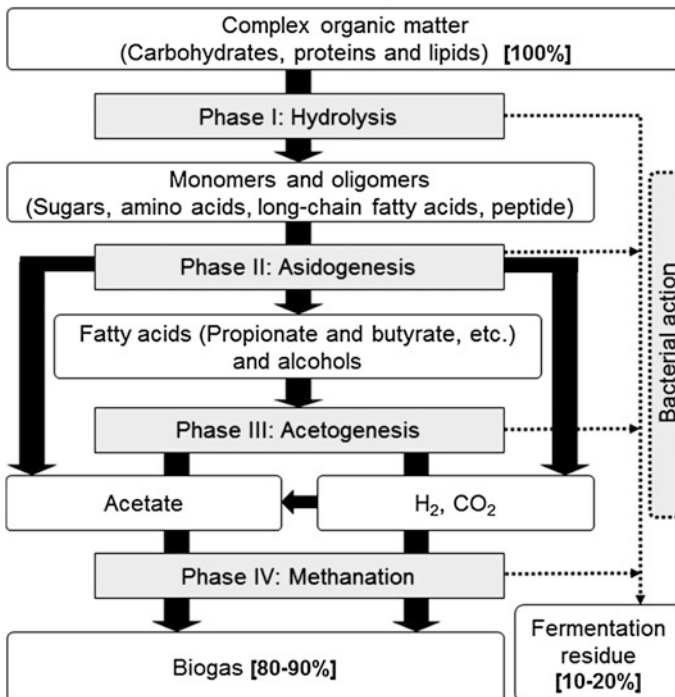 Complex organic matter
(Carbohydrates, proteins and lipids) [100%]
Phase I: Hydrolysis
Monomers and oligomers
(Sugars, amino acids, long-chain fatty acids, peptide)
Phase II: Asidogenesis
Fatty acids (Propionate and butyrate, etc.)
and alcohols
Phase III: Acetogenesis
Bacterial action
Acetate
H₂, CO₂
Phase IV: Methanation
Biogas [80-90%]
Fermentation
residue
[10-20%]